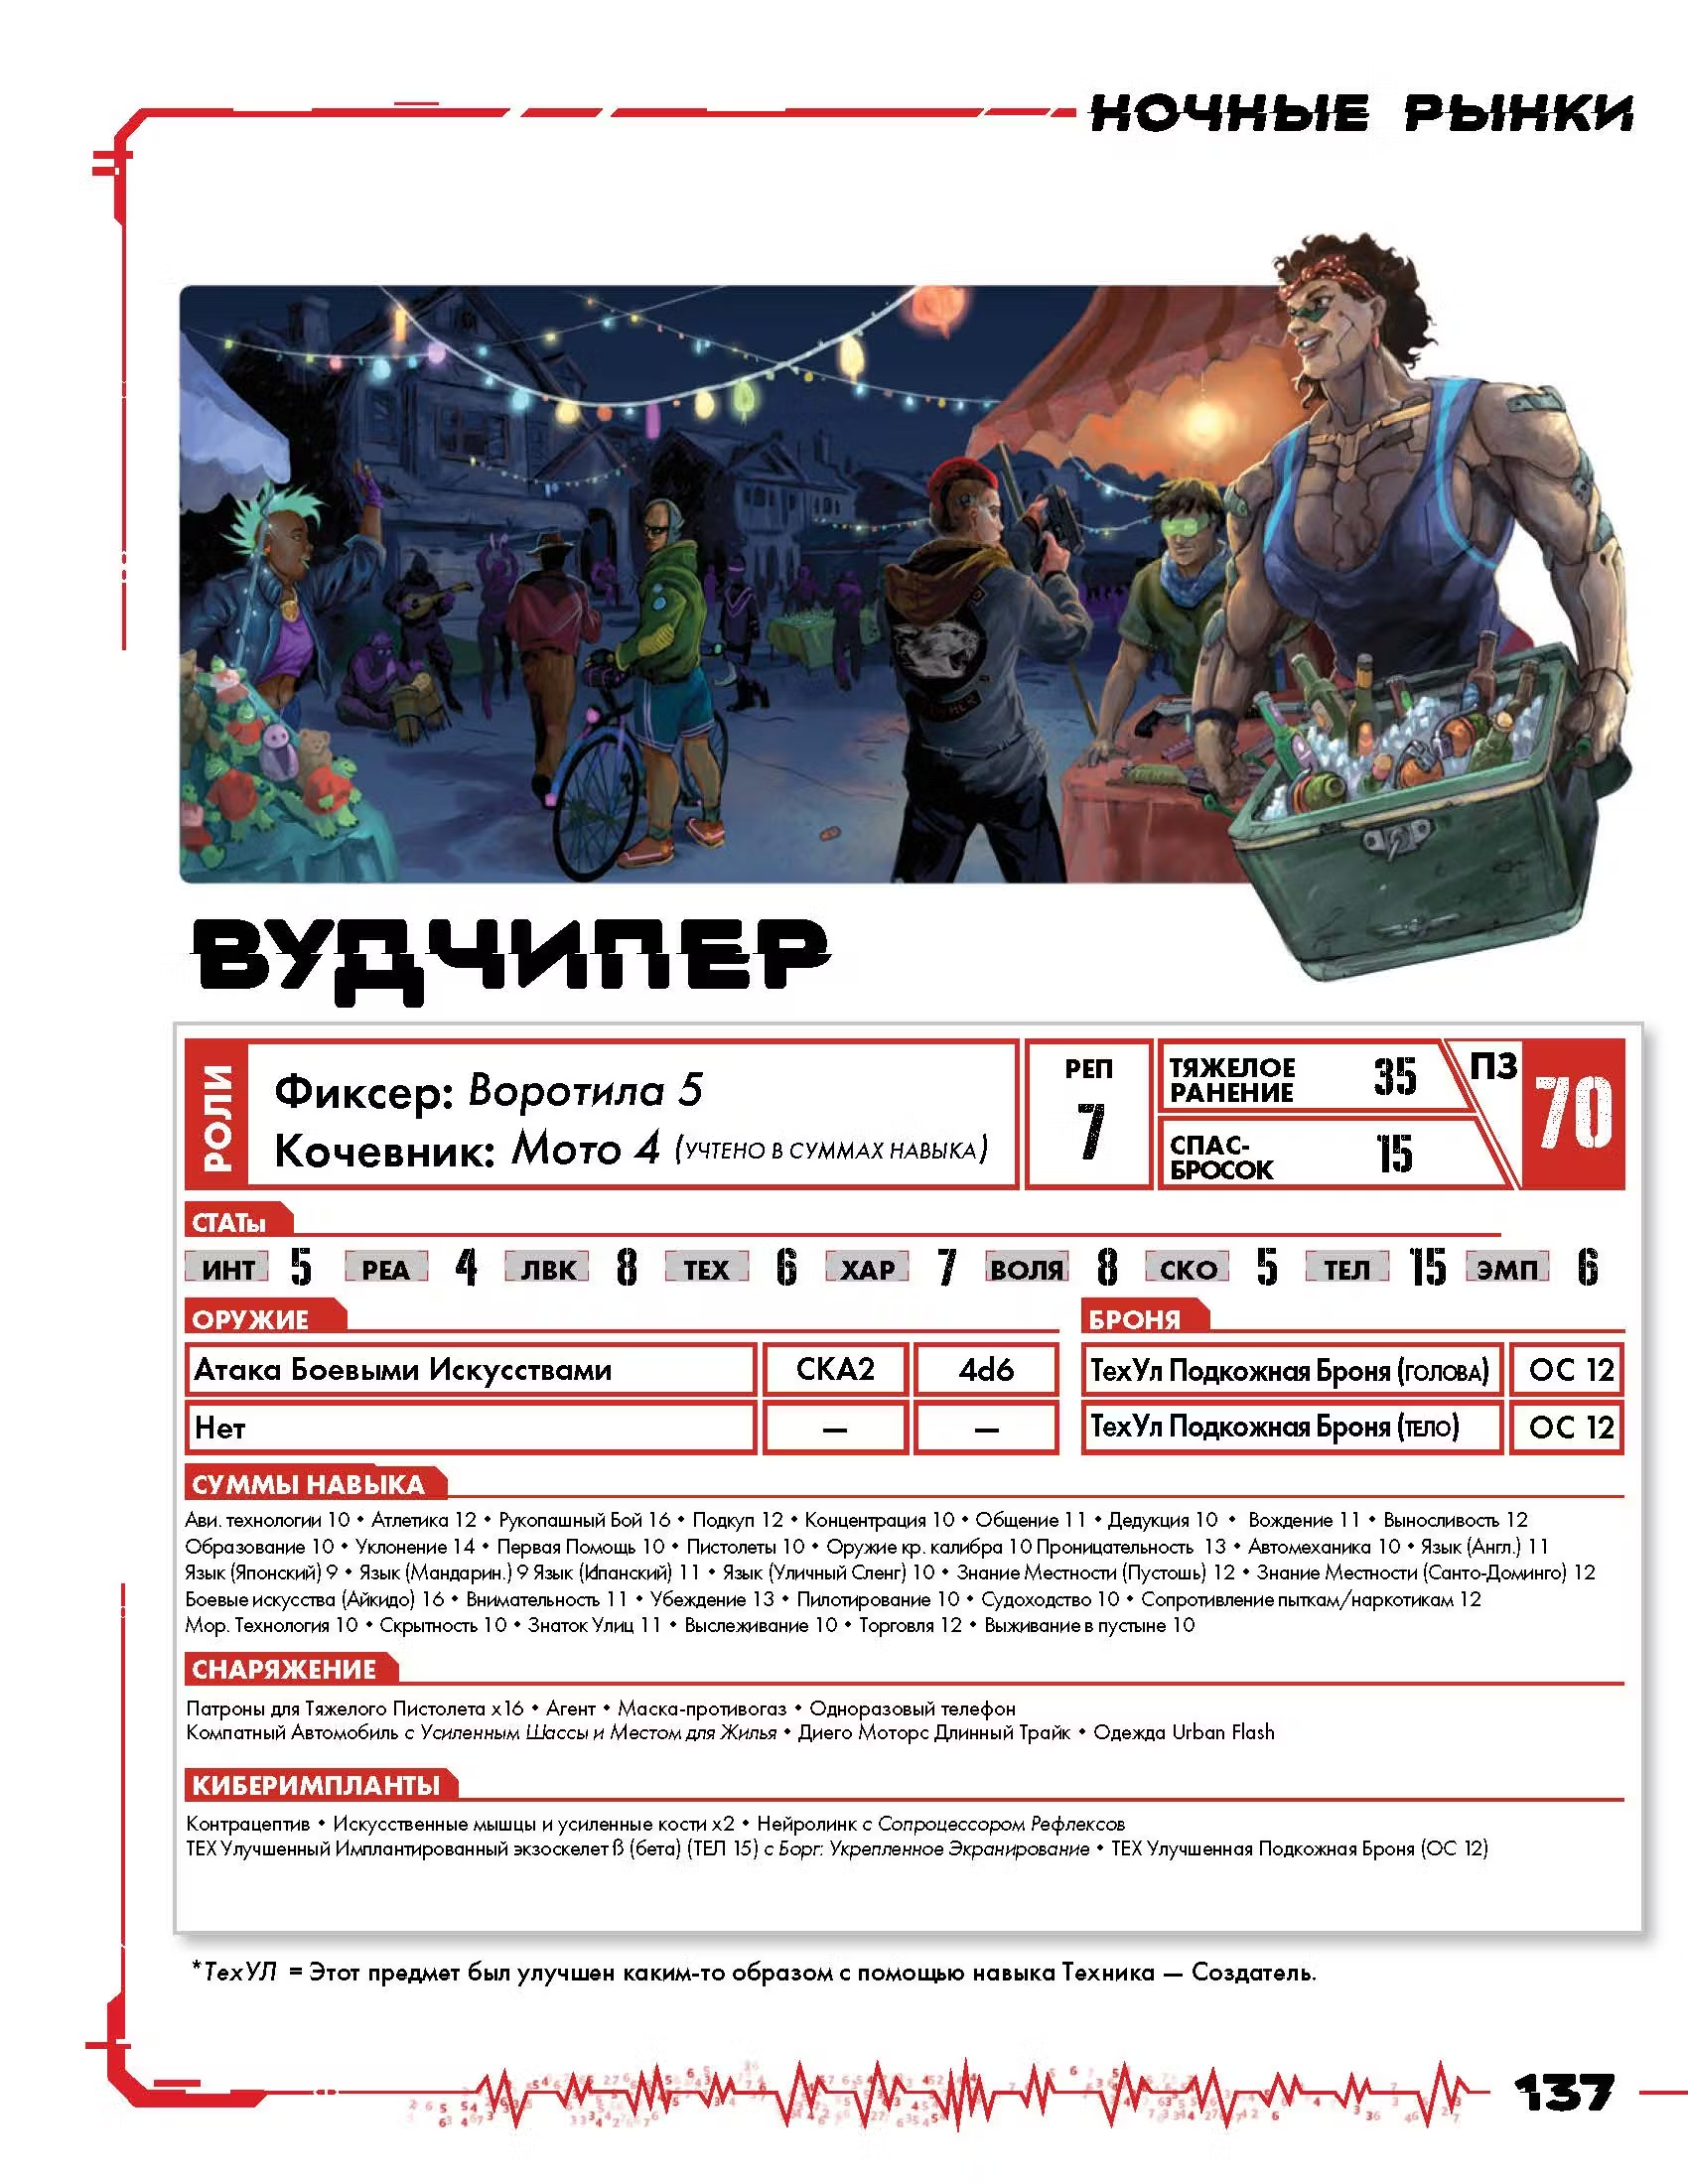 НОЧНЫЕ РЫНКИ
ВУДЧИПЕР
РОЛИ
Фиксер: Воротила 5
Кочевник: Мото 4 (УЧТЕНО В СУММАХ НАВЫКА)
РЕП
7
ТЯЖЕЛОЕ РАНЕНИЕ 35
СПАС-БРОСОК 15
ПЗ 70
СТАТы
ИНТ 5 РЕА 4 ЛВК 8 ТЕХ 6 ХАР 7 ВОЛЯ 8 СКО 5 ТЕЛ 15 ЭМП 6
ОРУЖИЕ
Атака Боевыми Искусствами СКА2 4d6
Нет — —
БРОНЯ
ТехУл Подкожная Броня (ГОЛОВА) ОС 12
ТехУл Подкожная Броня (ТЕЛО) ОС 12
СУММЫ НАВЫКА
Ави. технологии 10 • Атлетика 12 • Рукопашный Бой 16 • Подкуп 12 • Концентрация 10 • Общение 11 • Дедукция 10 • Вождение 11 • Выносливость 12
Образование 10 • Уклонение 14 • Первая Помощь 10 • Пистолеты 10 • Оружие кр. калибра 10 Проницательность 13 • Автомеханика 10 • Язык (Англ.) 11
Язык (Японский) 9 • Язык (Мандарин.) 9 Язык (Испанский) 11 • Язык (Уличный Сленг) 10 • Знание Местности (Пустошь) 12 • Знание Местности (Санто-Доминго) 12
Боевые искусства (Айкидо) 16 • Внимательность 11 • Убеждение 13 • Пилотирование 10 • Судоходство 10 • Сопротивление пыткам/наркотикам 12
Мор. Технология 10 • Скрытность 10 • Знаток Улиц 11 • Выслеживание 10 • Торговля 12 • Выживание в пустыне 10
СНАРЯЖЕНИЕ
Патроны для Тяжелого Пистолета x16 • Агент • Маска-противогаз • Одноразовый телефон
Компатный Автомобиль с Усиленным Шассы и Местом для Жилья • Диего Моторс Длинный Трайк • Одежда Urban Flash
КИБЕРИМПЛАНТЫ
Контрацептив • Искусственные мышцы и усиленные кости x2 • Нейролинк с Сопроцессором Рефлексов
ТЕХ Улучшенный Имплантированный экзоскелет ß (бета) (ТЕЛ 15) с Борг: Укрепленное Экранирование • ТЕХ Улучшенная Подкожная Броня (ОС 12)
*ТехУЛ = Этот предмет был улучшен каким-то образом с помощью навыка Техника — Создатель.
137